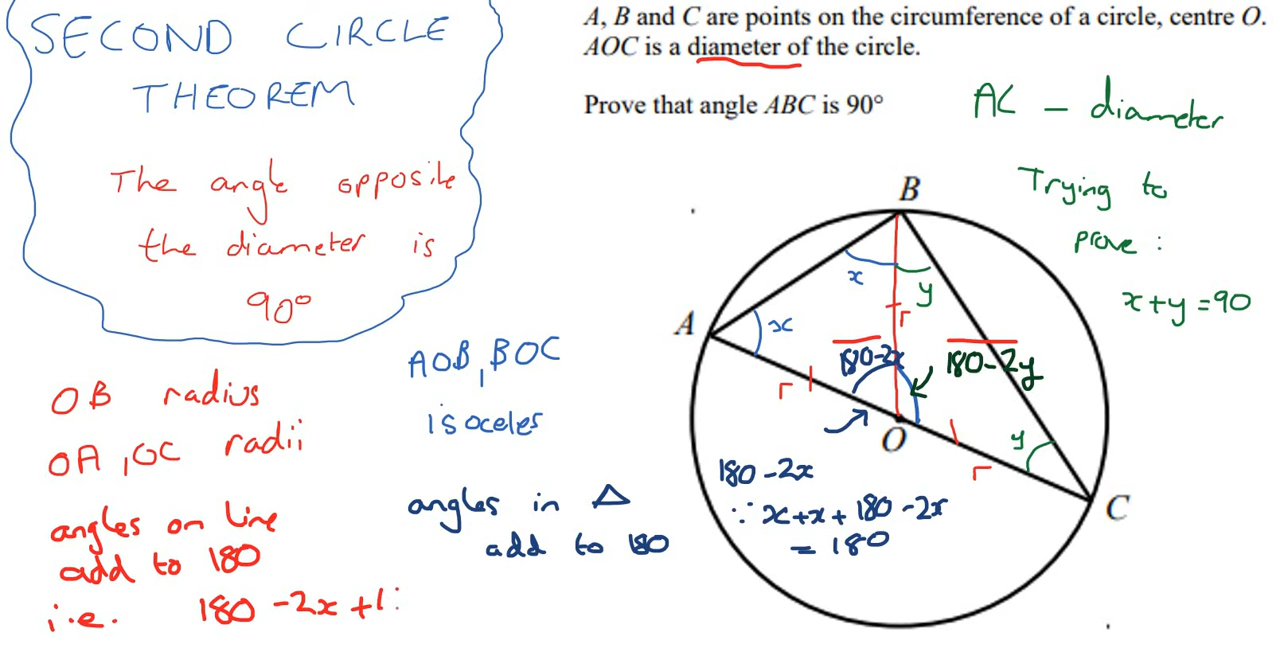 SECOND CIRCLE
THEOREM
The angle opposite
the diameter is
90°
A, B and C are points on the circumference of a circle, centre O.
AOC is a diameter of the circle.
Prove that angle ABC is 90°
AC - diameter
Trying to
prove :
x+y=90
B
x
y
r
A
x
180-2x
180-2y
r
O
y
r
C
180-2x
∵ x+x+180-2x
= 180
AOB, BOC
isoceles
angles in Δ
add to 180
OB radius
OA, OC radii
angles on line
add to 180
i.e. 180-2x+1